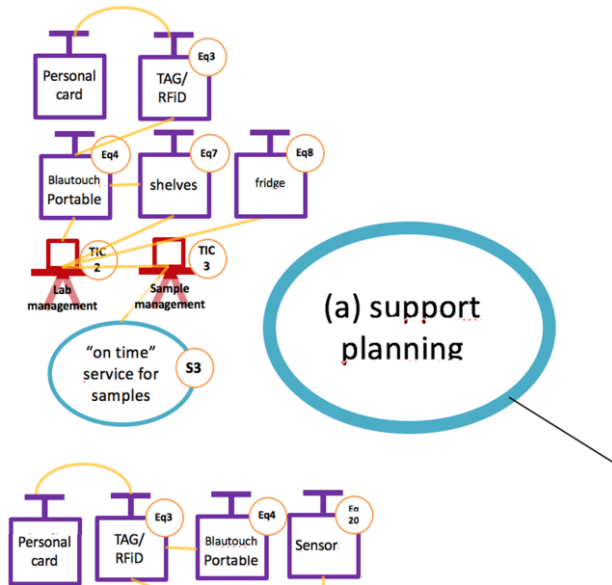 Personal
card
TAG/
RFiD
Eq3
Blautouch
Portable
Eq4
shelves
Eq7
fridge
Eq8
TIC
2
Lab
management
TIC
3
Sample
management
"on time"
service for
samples
S3
(a) support
planning
Personal
card
TAG/
RFiD
Eq3
Blautouch
Portable
Eq4
Sensor
Eq
20